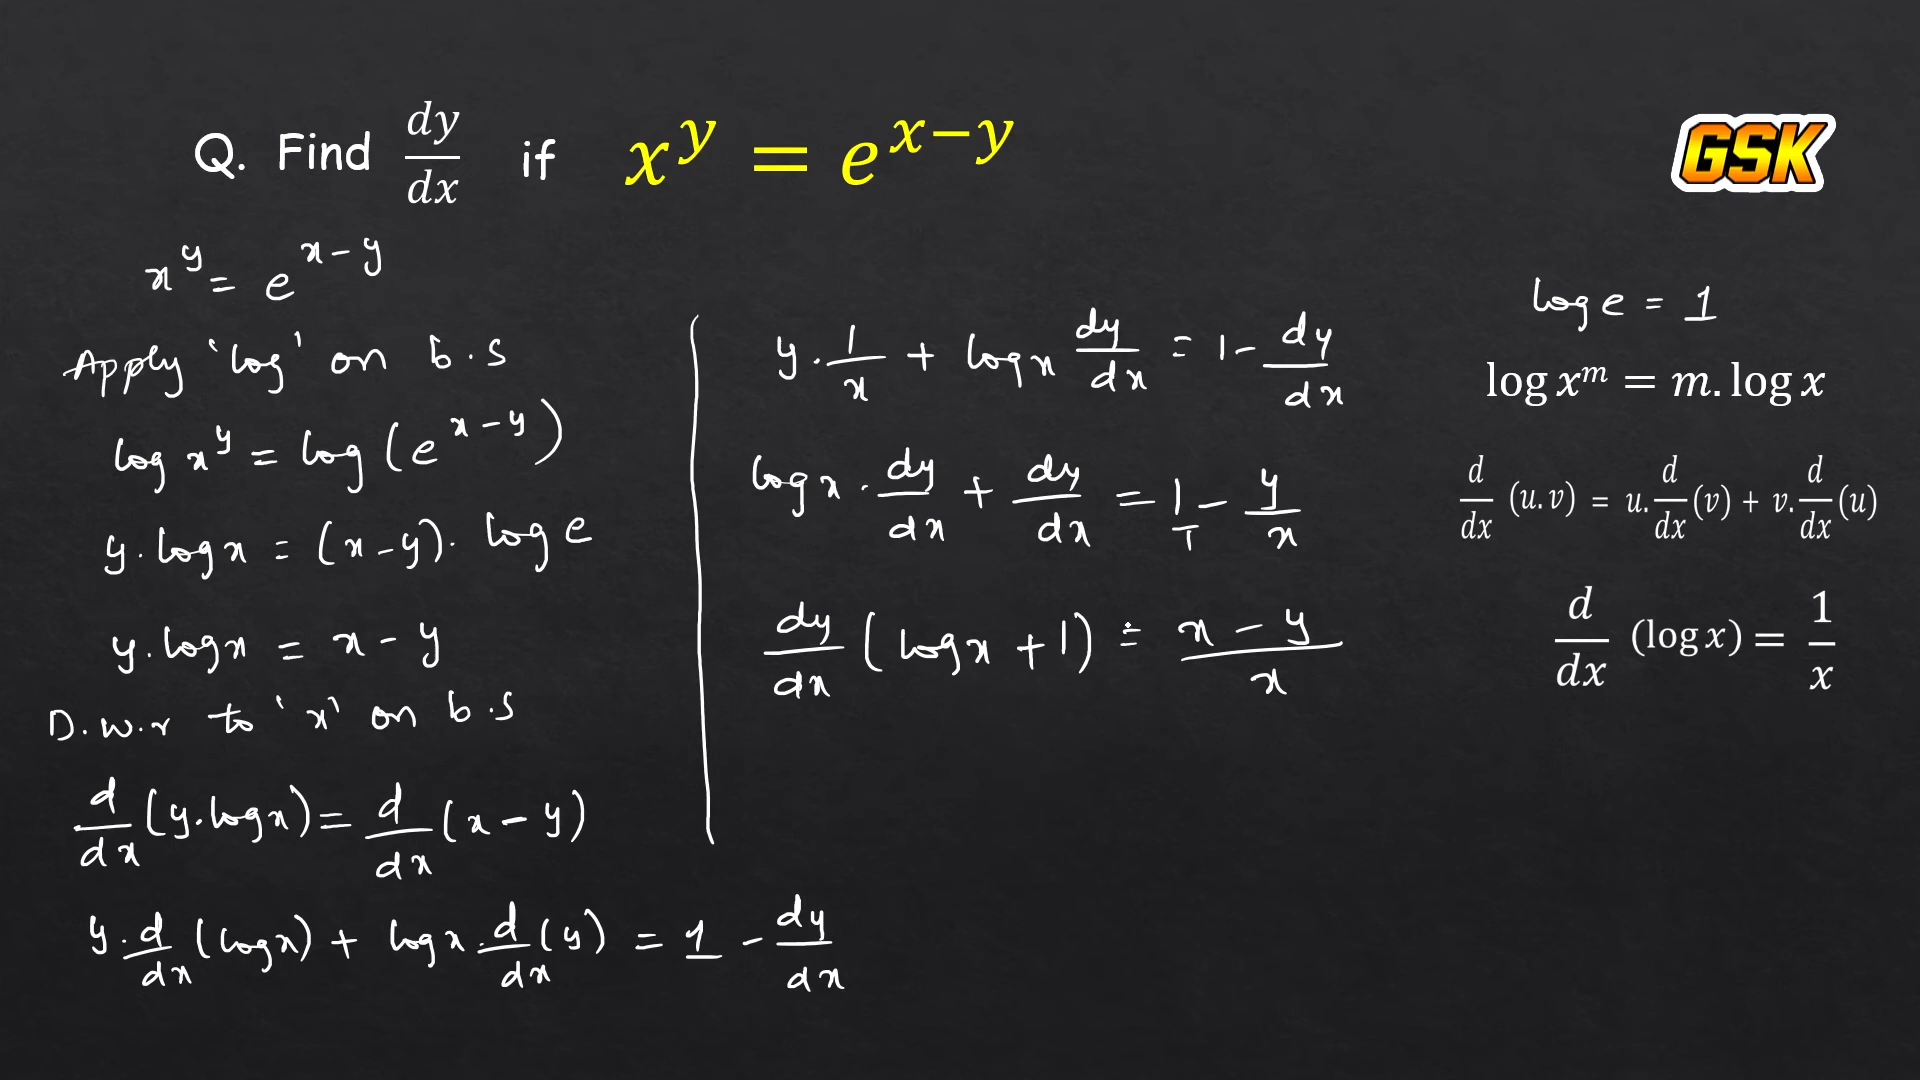 Q. Find dy/dx if x^y = e^(x−y)
GSK
x^y = e^(x-y)
Apply 'log' on b.s
log x^y = log (e^(x-y))
y. log x = (x-y). log e
y. log x = x - y
D. w. r to 'x' on b.s
d/dx (y. log x) = d/dx (x - y)
y. d/dx (log x) + log x. d/dx (y) = 1 - dy/dx
y. 1/x + log x dy/dx = 1 - dy/dx
log x . dy/dx + dy/dx = 1/1 - y/x
dy/dx (log x + 1) = x - y/x
log e = 1
log x^m = m. log x
d/dx (u. v) = u. d/dx (v) + v. d/dx (u)
d/dx (log x) = 1/x